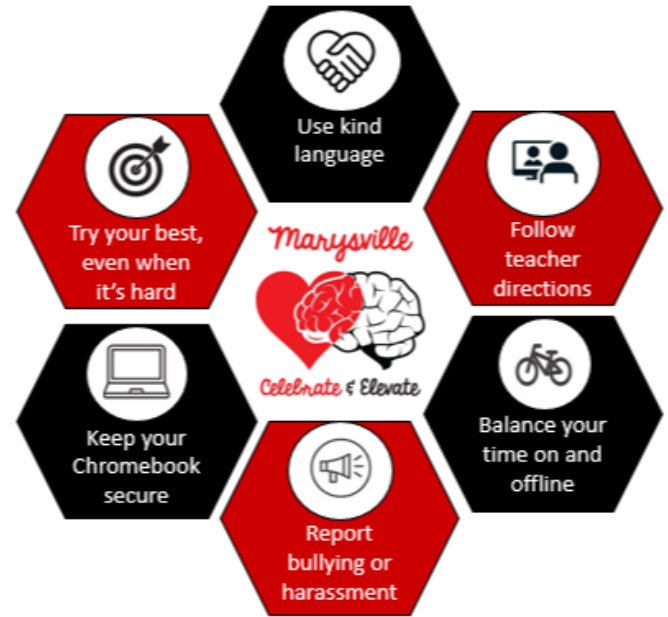 Use kind
language
Follow
teacher
directions
Balance your
time on and
offline
Report
bullying or
harassment
Keep your
Chromebook
secure
Try your best,
even when
it's hard
Marysville
Celebrate & Elevate